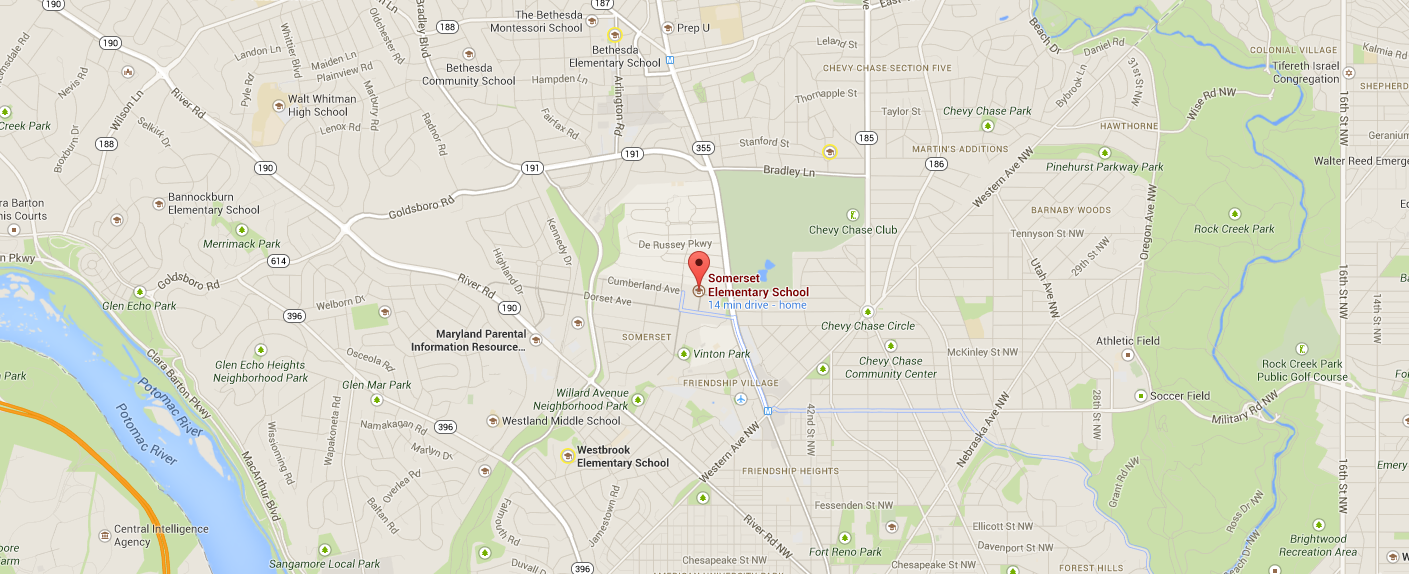 190
Bradley Blvd
188
Oldchester Rd
The Bethesda
Montessori School
187
Prep U
Bethesda
Elementary School
M
Leland St
CHEVY CHASE SECTION FIVE
Beach Dr
Daniel Rd
COLONIAL VILLAGE
Kalmia Rd
Tifereth Israel
Congregation
SHEPHERD
190
Landon Ln
Whittier Blvd
Maiden Ln
Plainview Rd
Bethesda
Community School
Hampden Ln
Arlington Rd
Thornapple St
Taylor St
Bybrook Ln
31st St NW
Wise Rd NW
16th St NW
Nevis Rd
Wilson Ln
River Rd
Pyle Rd
Walt Whitman
High School
Marbury Rd
Lenox Rd
Radnor Rd
Fairfax Rd
Chevy Chase Park
HAWTHORNE
Creek Park
Broxburn Dr
188
Selkirk Dr
190
191
191
355
Stanford St
185
186
MARTIN'S ADDITIONS
Western Ave NW
Pinehurst Parkway Park
Geranium
Walter Reed Emerge
Bradley Ln
Bannockburn
Elementary School
Goldsboro Rd
Kennedy Dr
BARNABY WOODS
Oregon Ave NW
Rock Creek Park
Merrimack Park
De Russey Pkwy
Chevy Chase Club
Tennyson St NW
29th St NW
Utah Ave NW
614
Goldsboro Rd
Highland Dr
River Rd
Cumberland Ave
Dorset Ave
Somerset
Elementary School
14 min drive - home
16th St NW
14th St NW
Glen Echo Park
396
Welborn Dr
190
Maryland Parental
Information Resource...
SOMERSET
Vinton Park
Chevy Chase Circle
Chevy Chase
Community Center
McKinley St NW
Athletic Field
Clara Barton Pkwy
Glen Echo Heights
Neighborhood Park
Osceola Rd
Glen Mar Park
Willard Avenue
Neighborhood Park
FRIENDSHIP VILLAGE
M
Rock Creek Park
Public Golf Course
Potomac River
Potomac River
Wissioming Rd
Wapakoneta Rd
Namakagan Rd
396
Westland Middle School
42nd St NW
Nebraska Ave NW
28th St NW
Soccer Field
Military Rd NW
MacArthur Blvd
Marlyn Dr
Westbrook
Elementary School
Western Ave NW
FRIENDSHIP HEIGHTS
Grant Rd NW
16th St NW
Emery
Overlea Rd
Baltan Rd
Falmouth Rd
Jamestown Rd
River Rd NW
Fessenden St NW
Ross Dr NW
Central Intelligence
Agency
Ellicott St NW
Davenport St NW
Fort Reno Park
Brightwood
Recreation Area
Sangamore Local Park
Duvall Dr
396
Chesapeake St NW
Chesapeake St NW
FOREST HILLS
Beach Dr NW